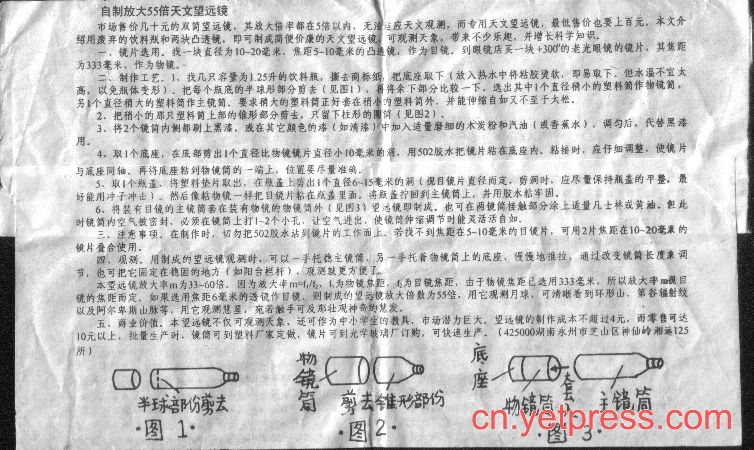 自制放大55倍天文望远镜
市场售价几十元的双筒望远镜，其放大倍率都在5倍以内，无法适应天文观测。而专用天文望远镜，最低售价也要上百元。本文介
绍用废弃的饮料瓶和两块凸透镜，即可制成简便价廉的天文望远镜，可观测天象，带来不少乐趣，并增长科学知识。
一、镜片选用。找一块直径为10~20毫米、焦距5~10毫米的凸透镜，作为目镜。到眼镜店买一块+300°的老光眼镜的镜片，其焦距
为333毫米，作为物镜。
二、制作工艺。1、找几只容量为1.25升的饮料瓶，撕去商标纸，把底座取下（放入热水中将粘胶烫软，即易取下。但水温不宜太
高，以免瓶体变形）。把每个瓶底的半球形部分剪去（见图1），再将余下部分比较一下，选出其中1个直径稍小的塑料筒作物镜筒，
另1个直径稍大的塑料筒作主镜筒。要求稍大的塑料筒正好套在稍小的塑料筒外，并能伸缩自如又不至于太松。
2、把稍小的那只塑料筒上部的锥形部分剪去，只留下柱形的圆筒（见图2）。
3、将2个镜筒内侧都刷上黑漆，或在其它颜色的漆（如清漆）中加入适量磨细的木炭粉和汽油（或香蕉水），调匀后，代替黑漆
用。
4、取1个底座，在底部剪出1个直径比物镜镜片直径小10毫米的洞，用502胶水把镜片粘在底座内。粘接时，应仔细调整，使镜片
与底座同轴。再将底座粘到物镜筒的一端上，位置要尽量准确。
5、取1个瓶盖，将塑料垫片取出，在瓶盖上剪出1个直径6~15毫米的洞（视目镜片直径而定，剪洞时，应尽量保持瓶盖的平整，最
好能用冲子冲击）。然后像粘物镜一样把目镜片粘在瓶盖里面。将瓶盖拧回到主镜筒上，并用胶水粘牢固。
6、将装有目镜的主镜筒套在装有物镜的物镜筒外（见图3）望远镜即制成。也可在两镜筒接触部分涂上适量凡士林或黄油。但此
时镜筒内空气被密封，必须在镜筒上打1~2个小孔，让空气进出，使镜筒伸缩调节时能灵活自如。
三、注意事项。在制作时，切勿把502胶水沾到镜片的工作面上。若找不到焦距在5~10毫米的目镜片，可用2片焦距在10~20毫米的
镜片叠合使用。
四、观测。用制成的望远镜观测时，可以一手托稳主镜筒，另一手托着物镜筒上的底座，慢慢地推拉，通过改变镜筒长度来调
节，也可把它固定在稳固的地方（如阳台栏杆），观测就更方便了。
本望远镜放大率m为33~60倍。因为放大率m=f₁/f₂，f₁为物镜焦距，f₂为目镜焦距，由于物镜焦距已选用333毫米，所以放大率m视目
镜的焦距而定。如果选用焦距6毫米的透镜作目镜，则制成的望远镜放大倍数为55倍，用它观测月球，可清晰看到环形山、第谷辐射纹
以及阿尔卑斯山脉等，用它观测慧星，宛若触手可及那壮观神奇的慧发。
五、商业价值。本望远镜不仅可观测天象，还可作为中小学生的教具，市场潜力巨大。望远镜的制作成本不超过4元，而零售可达
10元以上，批量生产时，镜筒可到塑料厂家定做，镜片可到光学玻璃厂订购，可快速生产。（425000湖南永州市芝山区神仙岭湘运125
所）
半球部份剪去
·图1·
物镜筒
剪去锥形部份
·图2·
底座
物镜筒
套
主镜筒
·图3·
cn.yetpress.com